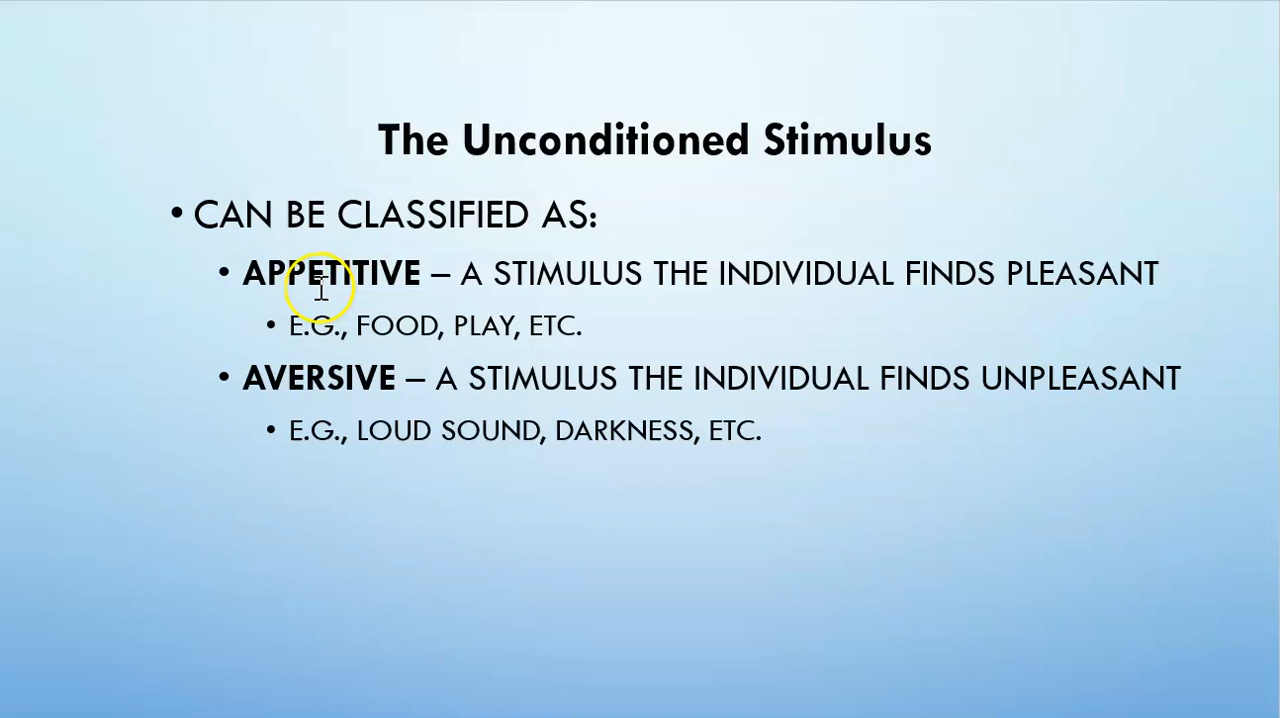 The Unconditioned Stimulus
• CAN BE CLASSIFIED AS:
• APPETITIVE – A STIMULUS THE INDIVIDUAL FINDS PLEASANT
• E.G., FOOD, PLAY, ETC.
• AVERSIVE – A STIMULUS THE INDIVIDUAL FINDS UNPLEASANT
• E.G., LOUD SOUND, DARKNESS, ETC.